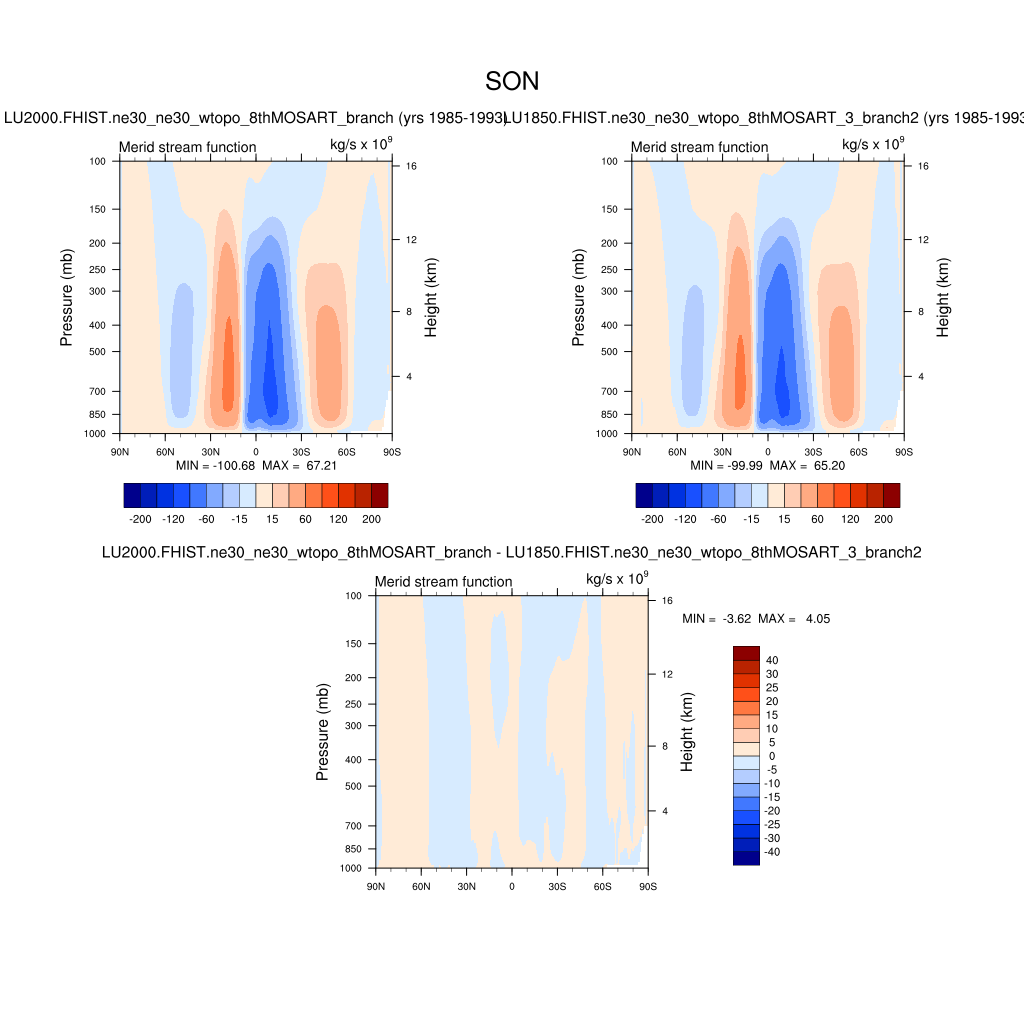 SON
LU2000.FHIST.ne30_ne30_wtopo_8thMOSART_branch (yrs 1985-1993)
LU1850.FHIST.ne30_ne30_wtopo_8thMOSART_3_branch2 (yrs 1985-1993
Merid stream function kg/s x 10⁹
Pressure (mb)
100
150
200
250
300
400
500
700
850
1000
16
12
8
4
Height (km)
90N 60N 30N 0 30S 60S 90S
MIN = -100.68 MAX = 67.21
-200 -120 -60 -15 15 60 120 200
Merid stream function kg/s x 10⁹
Pressure (mb)
100
150
200
250
300
400
500
700
850
1000
16
12
8
4
Height (km)
90N 60N 30N 0 30S 60S 90S
MIN = -99.99 MAX = 65.20
-200 -120 -60 -15 15 60 120 200
LU2000.FHIST.ne30_ne30_wtopo_8thMOSART_branch - LU1850.FHIST.ne30_ne30_wtopo_8thMOSART_3_branch2
Merid stream function kg/s x 10⁹
Pressure (mb)
100
150
200
250
300
400
500
700
850
1000
16
12
8
4
Height (km)
90N 60N 30N 0 30S 60S 90S
MIN = -3.62 MAX = 4.05
40
30
25
20
15
10
5
0
-5
-10
-15
-20
-25
-30
-40